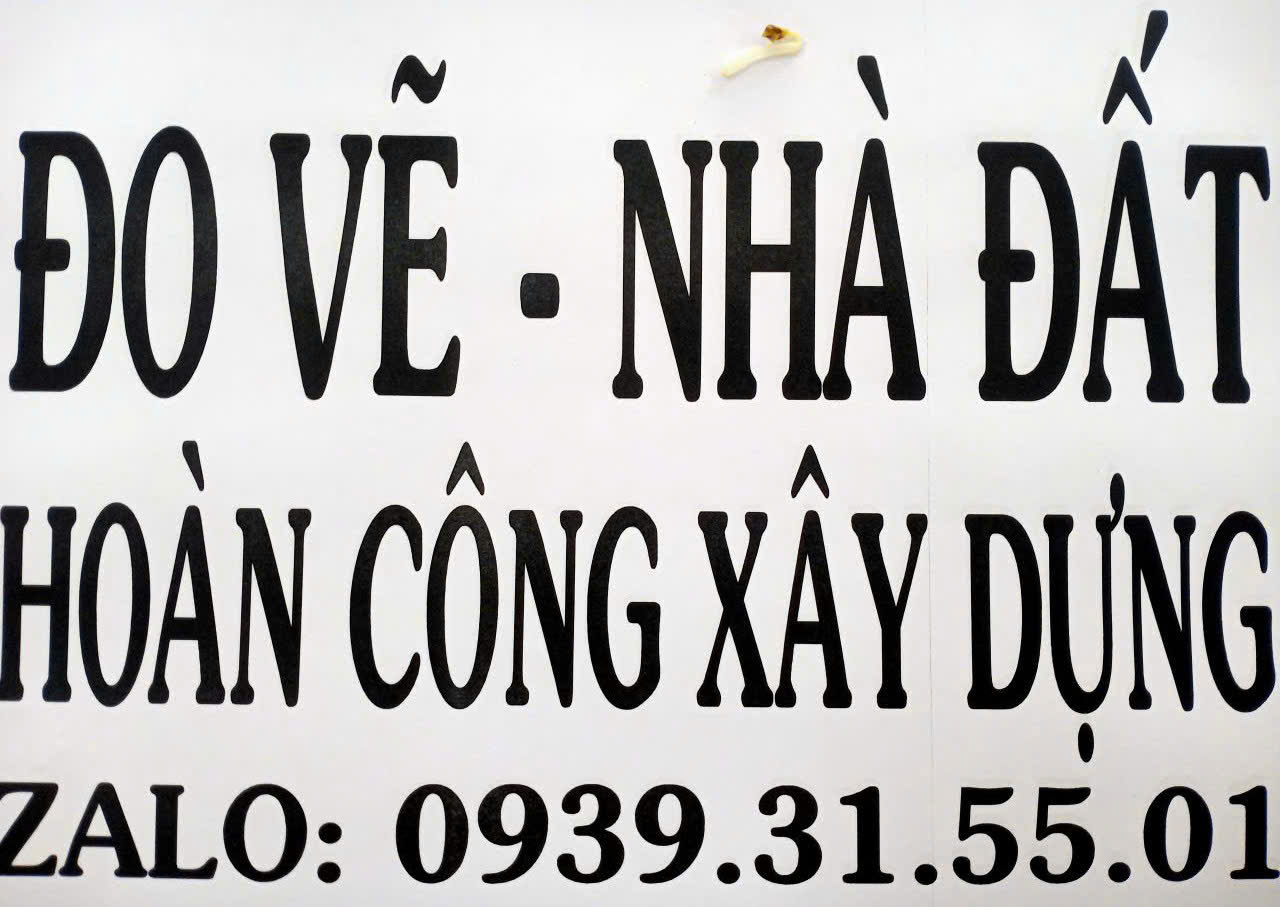 ĐO VẼ - NHÀ ĐẤT
HOÀN CÔNG XÂY DỰNG
ZALO: 0939.31.55.01